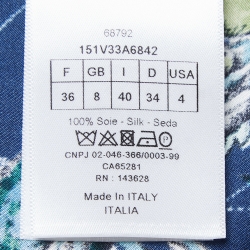 68792
151V33A6842
F GB I D USA
36 8 40 34 4
100% Soie - Silk - Seda
CNPJ 02-046-366/0003-99
CA65281
RN : 143628
Made In ITALY
ITALIA